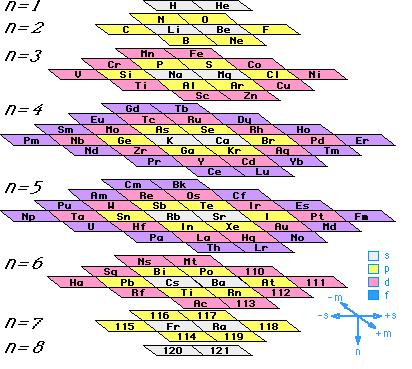 n=1 H He
N O
n=2 C Li Be F
B Ne
n=3 Mn Fe
Cr P S Co
V Si Na Mg Cl Ni
Ti Al Ar Cu
Sc Zn
n=4 Gd Tb
Eu Tc Ru Dy
Sm Mo As Se Rh Ho
Pm Nb Ge K Ca Br Pd Er
Nd Zr Ga Kr Ag Tm
Pr Y Cd Yb
Ce Lu
n=5 Cm Bk
Am Re Os Cf
Pu W Sb Te Ir Es
Np Ta Sn Rb Sr I Pt Fm
U Hf In Xe Au Md
Pa La Hg No
Th Lr
n=6 Ns Mt
Sg Bi Po 110
Ha Pb Cs Ba At 111
Rf Tl Rn 112
Ac 113
n=7 116 117
115 Fr Ra 118
114 119
n=8 120 121
s
p
d
f
-m
-s +s
+m
n